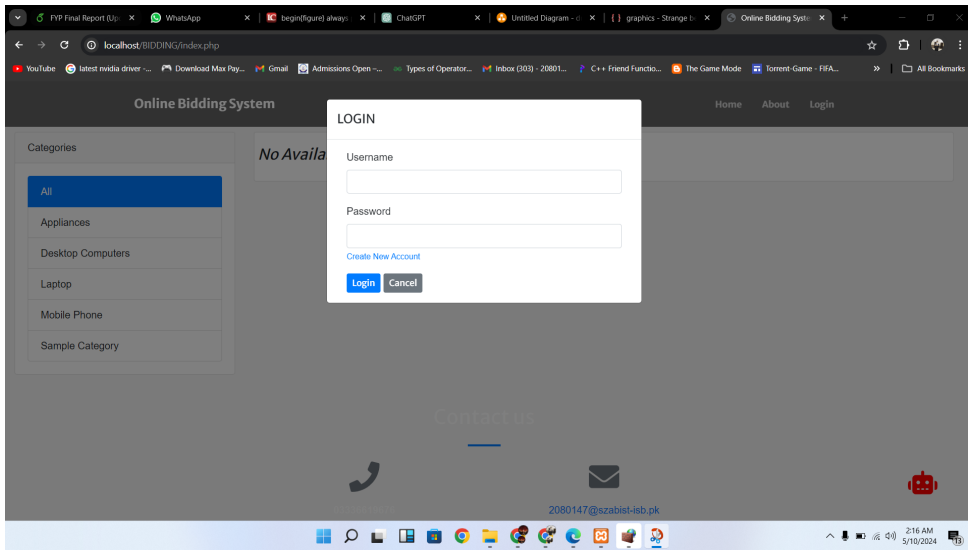 FYP Final Report (Up
WhatsApp
begin{figure} always
ChatGPT
Untitled Diagram - d
graphics - Strange b
Online Bidding Syste
localhost/BIDDING/index.php
YouTube
latest nvidia driver -...
Download Max Pay...
Gmail
Admissions Open –...
Types of Operator...
Inbox (303) - 20801...
C++ Friend Functio...
The Game Mode
Torrent-Game - FIFA...
All Bookmarks
Online Bidding System
Home About Login
LOGIN
Username
Password
Create New Account
Login Cancel
Categories
All
Appliances
Desktop Computers
Laptop
Mobile Phone
Sample Category
No Availa
Contact us
2080147@szabist-isb.pk
2:16 AM
5/10/2024